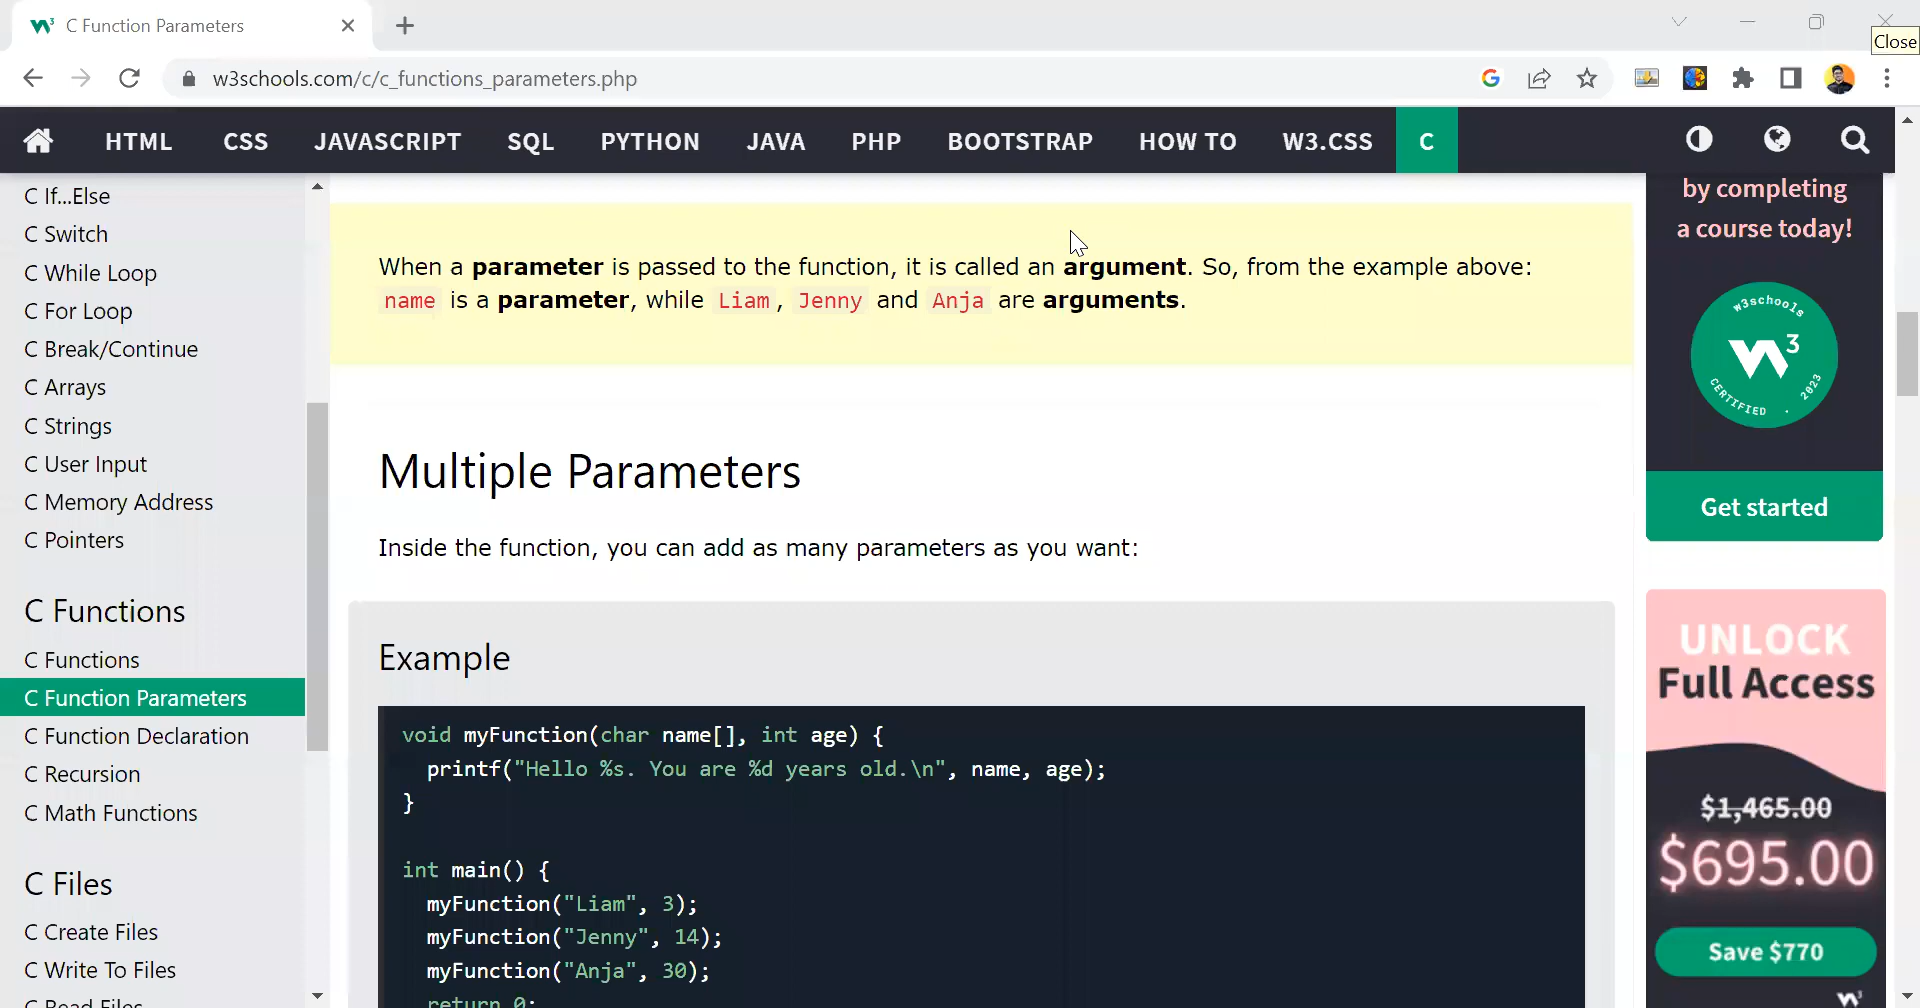 C Function Parameters
Close
w3schools.com/c/c_functions_parameters.php
HTML CSS JAVASCRIPT SQL PYTHON JAVA PHP BOOTSTRAP HOW TO W3.CSS C
C If...Else
C Switch
C While Loop
C For Loop
C Break/Continue
C Arrays
C Strings
C User Input
C Memory Address
C Pointers
C Functions
C Functions
C Function Parameters
C Function Declaration
C Recursion
C Math Functions
C Files
C Create Files
C Write To Files
C Read Files
When a parameter is passed to the function, it is called an argument. So, from the example above:
name is a parameter, while Liam, Jenny and Anja are arguments.
Multiple Parameters
Inside the function, you can add as many parameters as you want:
Example
void myFunction(char name[], int age) {
printf("Hello %s. You are %d years old.\n", name, age);
}
int main() {
myFunction("Liam", 3);
myFunction("Jenny", 14);
myFunction("Anja", 30);
return 0;
by completing
a course today!
w3schools
W3
CERTIFIED . 2023
Get started
UNLOCK
Full Access
$1,465.00
$695.00
Save $770
W3